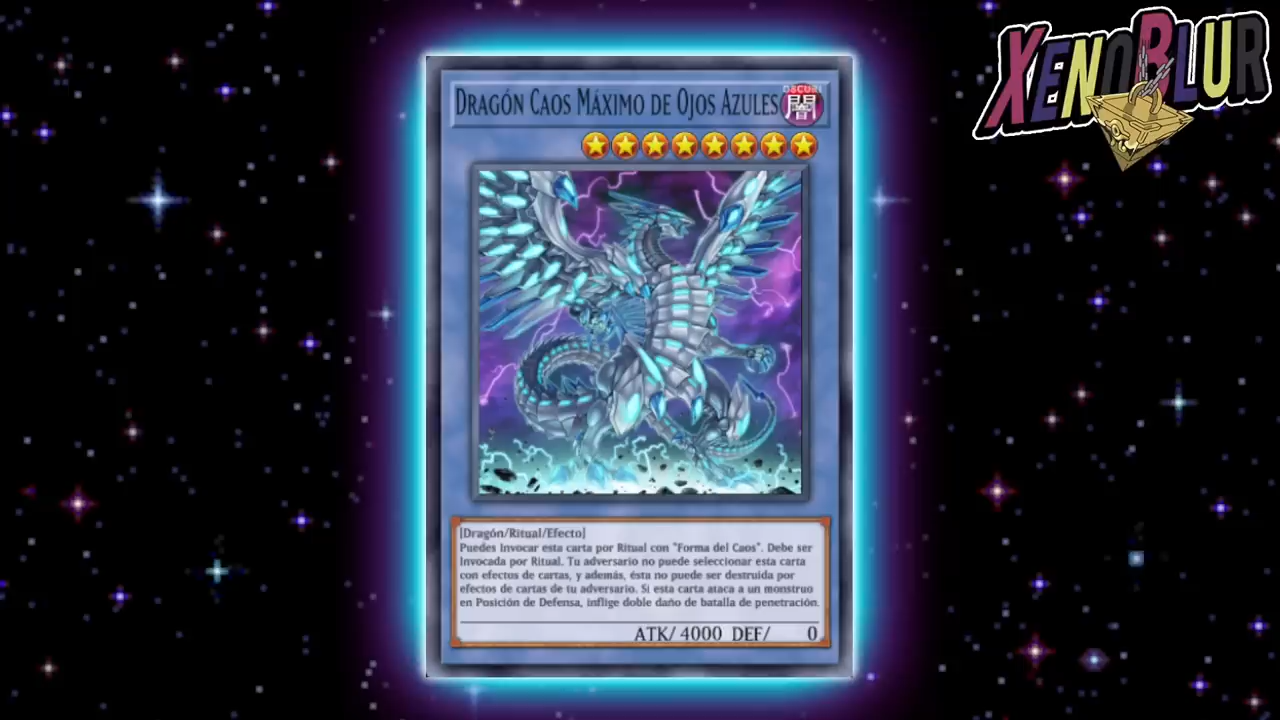 XENOBLUR
DRAGÓN CAOS MÁXIMO DE OJOS AZULES
OSCURI
闇
[Dragón/Ritual/Efecto]
Puedes Invocar esta carta por Ritual con "Forma del Caos". Debe ser
Invocada por Ritual. Tu adversario no puede seleccionar esta carta
con efectos de cartas, y además, ésta no puede ser destruida por
efectos de cartas de tu adversario. Si esta carta ataca a un monstruo
en Posición de Defensa, inflige doble daño de batalla de penetración.
ATK/ 4000 DEF/ 0